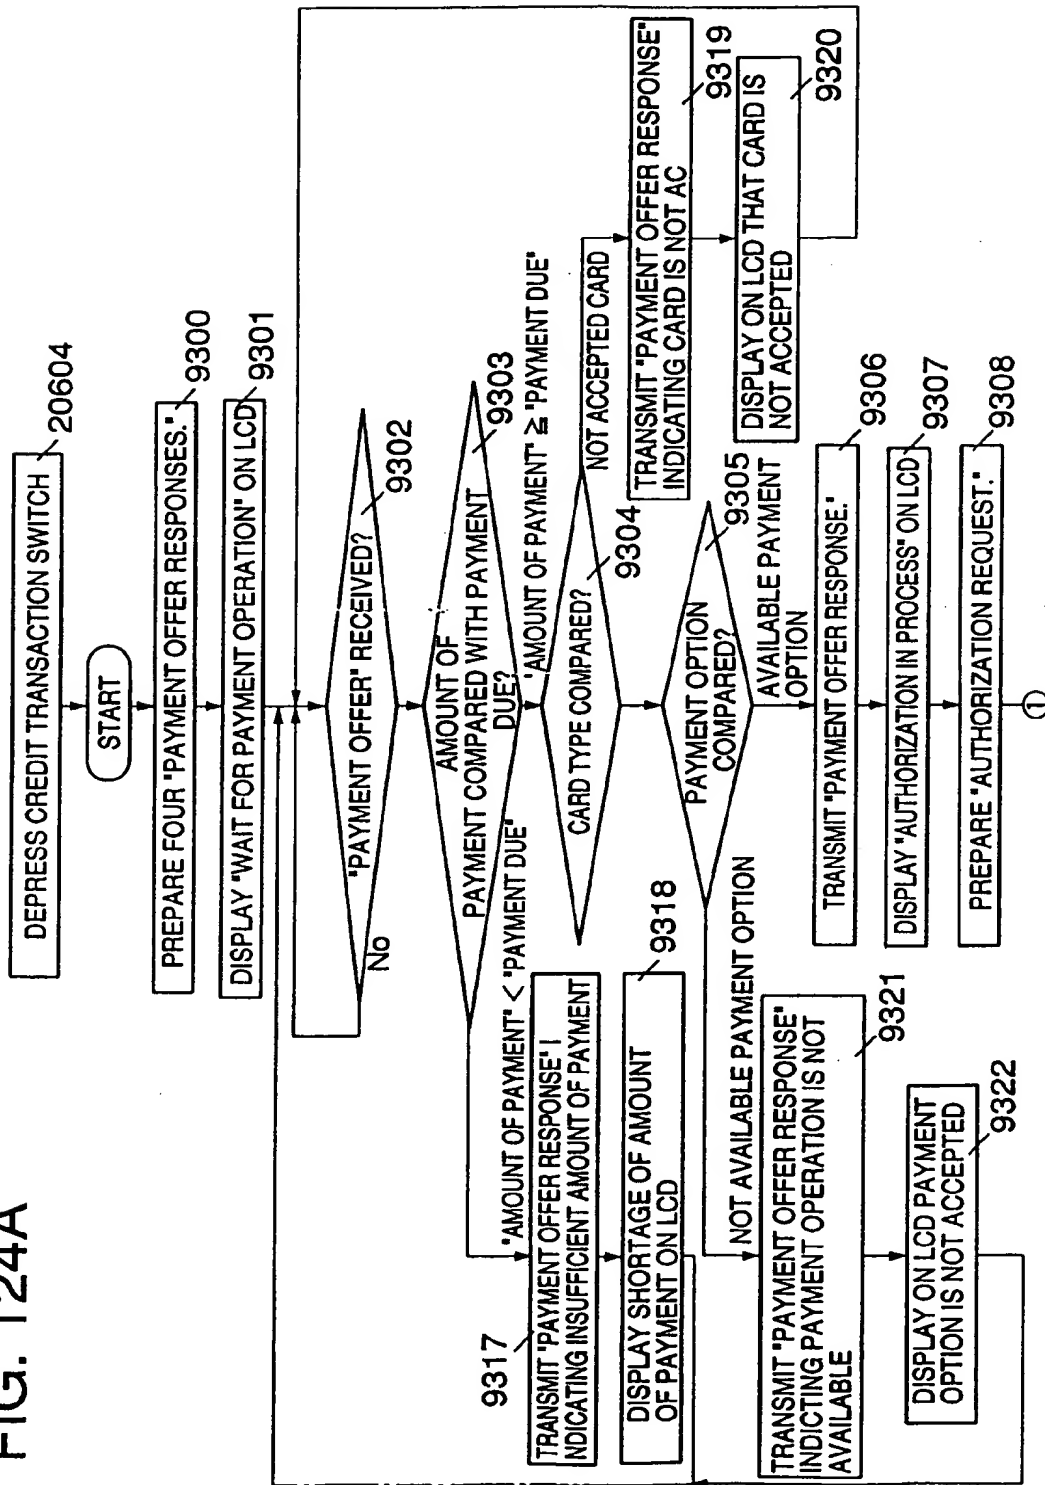 FIG. 124A
DEPRESS CREDIT TRANSACTION SWITCH
20604
START
PREPARE FOUR "PAYMENT OFFER RESPONSES."
9300
DISPLAY "WAIT FOR PAYMENT OPERATION" ON LCD
9301
"PAYMENT OFFER" RECEIVED?
9302
No
AMOUNT OF
PAYMENT COMPARED WITH PAYMENT
DUE?
9303
"AMOUNT OF PAYMENT" < "PAYMENT DUE"
"AMOUNT OF PAYMENT" ≧ "PAYMENT DUE"
9317
TRANSMIT "PAYMENT OFFER RESPONSE"
NDICATING INSUFFICIENT AMOUNT OF PAYMENT
DISPLAY SHORTAGE OF AMOUNT
OF PAYMENT ON LCD
9318
CARD TYPE COMPARED?
9304
NOT ACCEPTED CARD
TRANSMIT "PAYMENT OFFER RESPONSE"
INDICATING CARD IS NOT AC
9319
DISPLAY ON LCD THAT CARD IS
NOT ACCEPTED
9320
PAYMENT OPTION
COMPARED?
9305
NOT AVAILABLE PAYMENT OPTION
AVAILABLE PAYMENT
OPTION
TRANSMIT "PAYMENT OFFER RESPONSE"
INDICTING PAYMENT OPERATION IS NOT
AVAILABLE
9321
DISPLAY ON LCD PAYMENT
OPTION IS NOT ACCEPTED
9322
TRANSMIT "PAYMENT OFFER RESPONSE."
9306
DISPLAY "AUTHORIZATION IN PROCESS" ON LCD
9307
PREPARE "AUTHORIZATION REQUEST."
9308
1